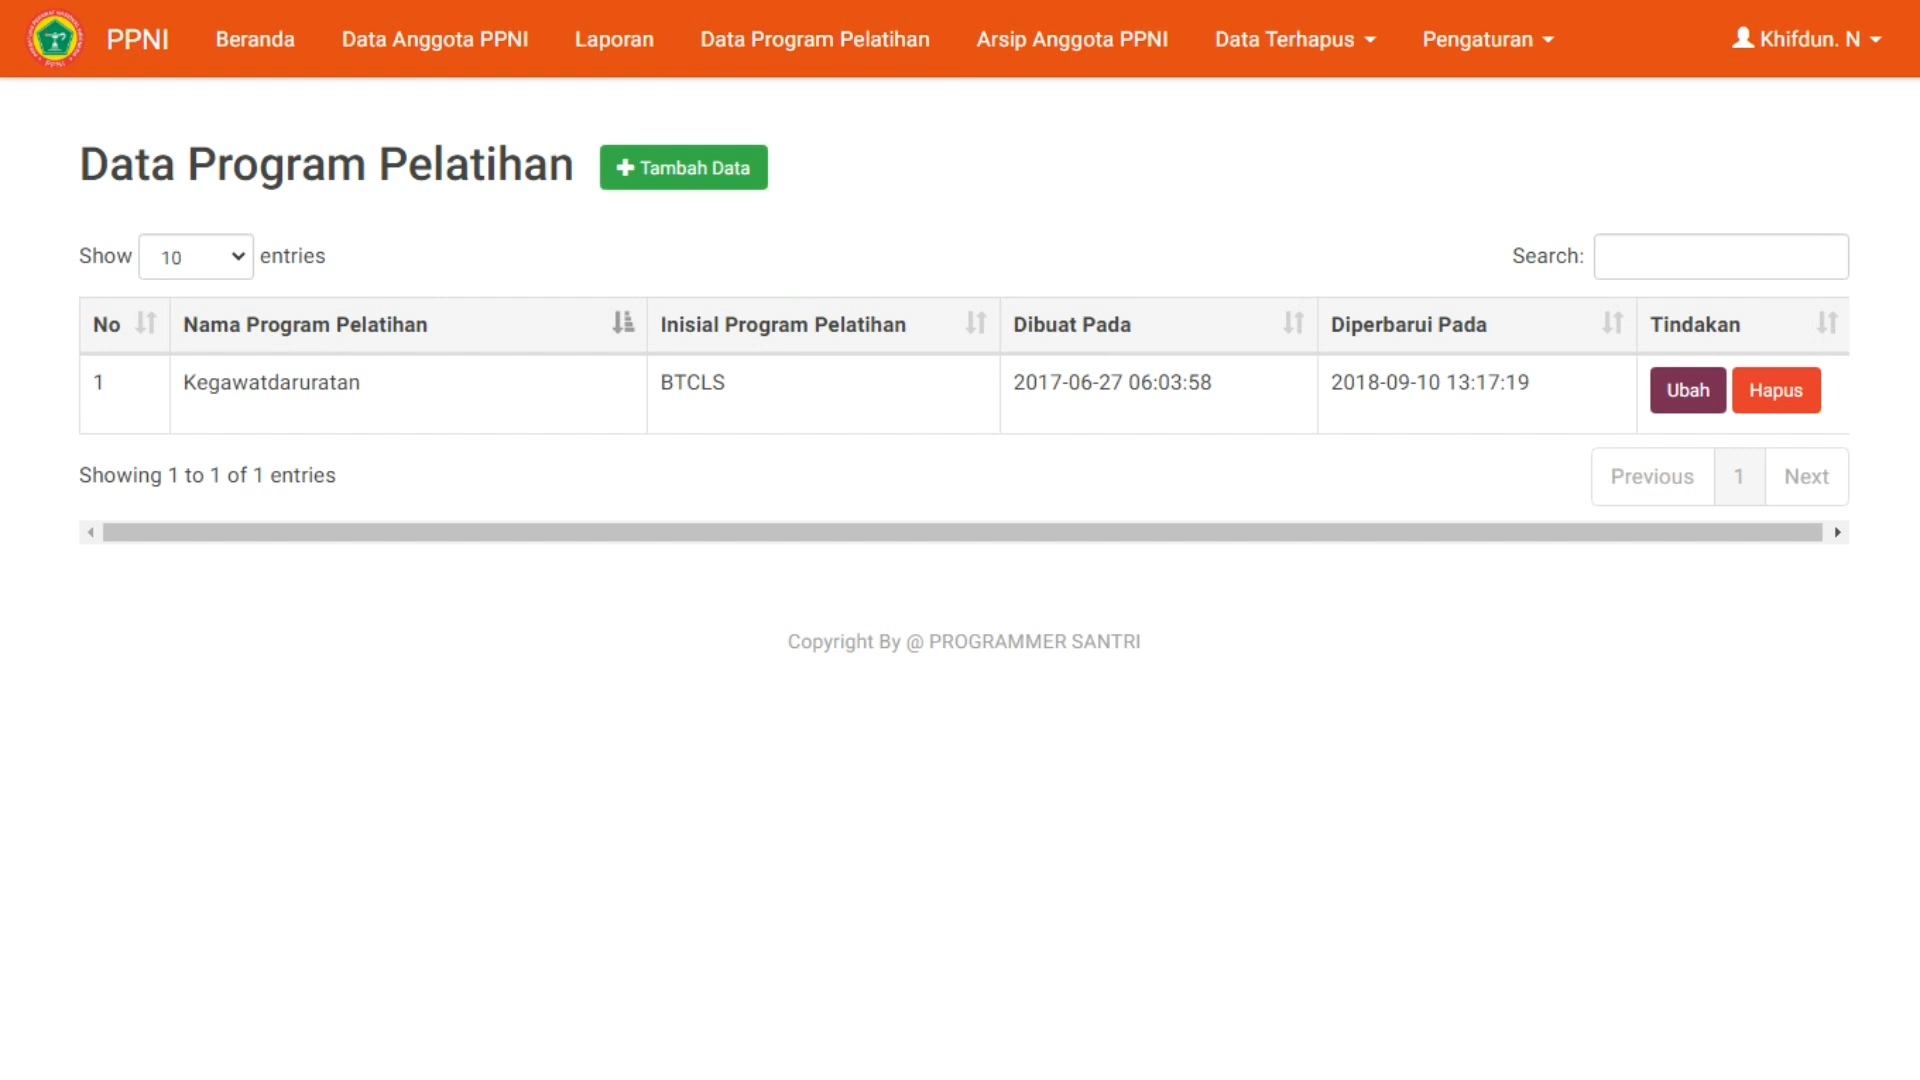 PPNI Beranda Data Anggota PPNI Laporan Data Program Pelatihan Arsip Anggota PPNI Data Terhapus Pengaturan Khifdun. N
Data Program Pelatihan Tambah Data
Show 10 entries Search:
No Nama Program Pelatihan Inisial Program Pelatihan Dibuat Pada Diperbarui Pada Tindakan
1 Kegawatdaruratan BTCLS 2017-06-27 06:03:58 2018-09-10 13:17:19 Ubah Hapus
Showing 1 to 1 of 1 entries Previous 1 Next
Copyright By @ PROGRAMMER SANTRI